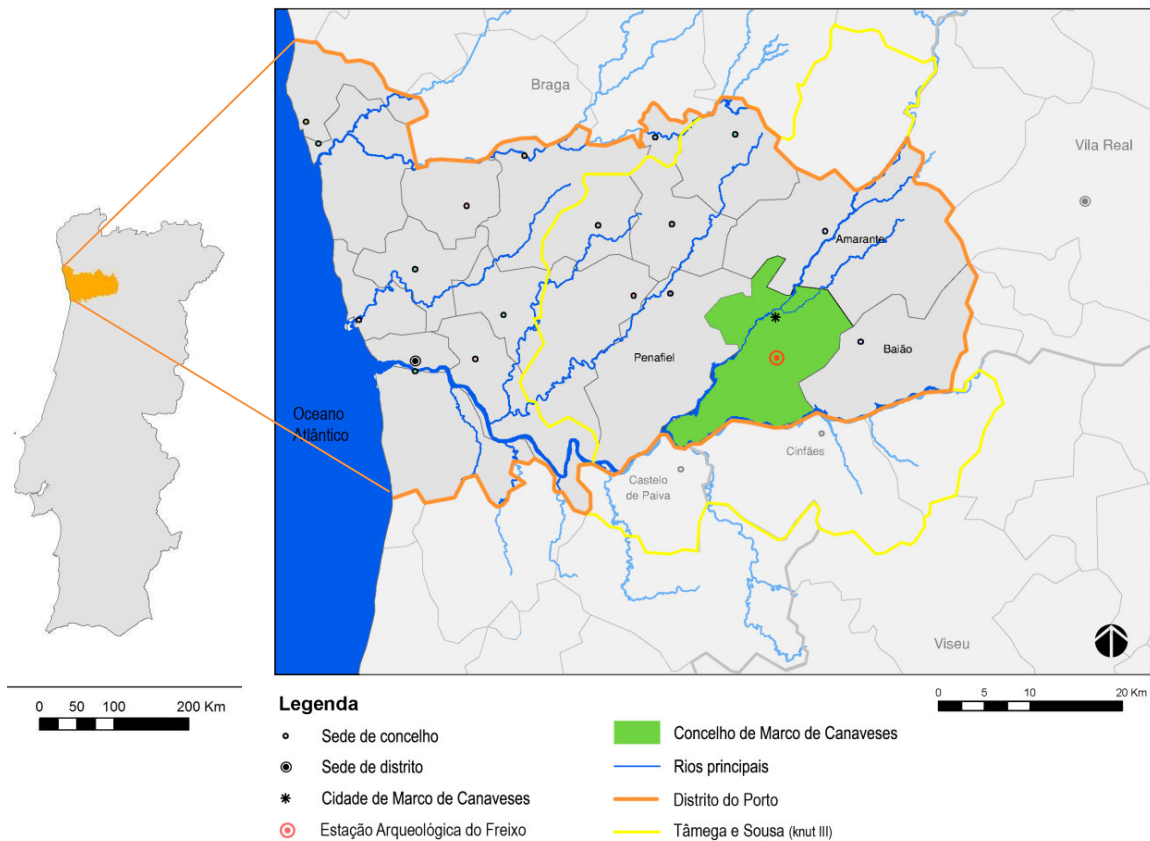 Braga
Vila Real
Amarante
Penafiel
Baião
Oceano
Atlântico
Cinfães
Castelo
de Paiva
Viseu
0 50 100 200 Km
0 5 10 20 Km
Legenda
Sede de concelho
Sede de distrito
Cidade de Marco de Canaveses
Estação Arqueológica do Freixo
Concelho de Marco de Canaveses
Rios principais
Distrito do Porto
Tâmega e Sousa (knut III)